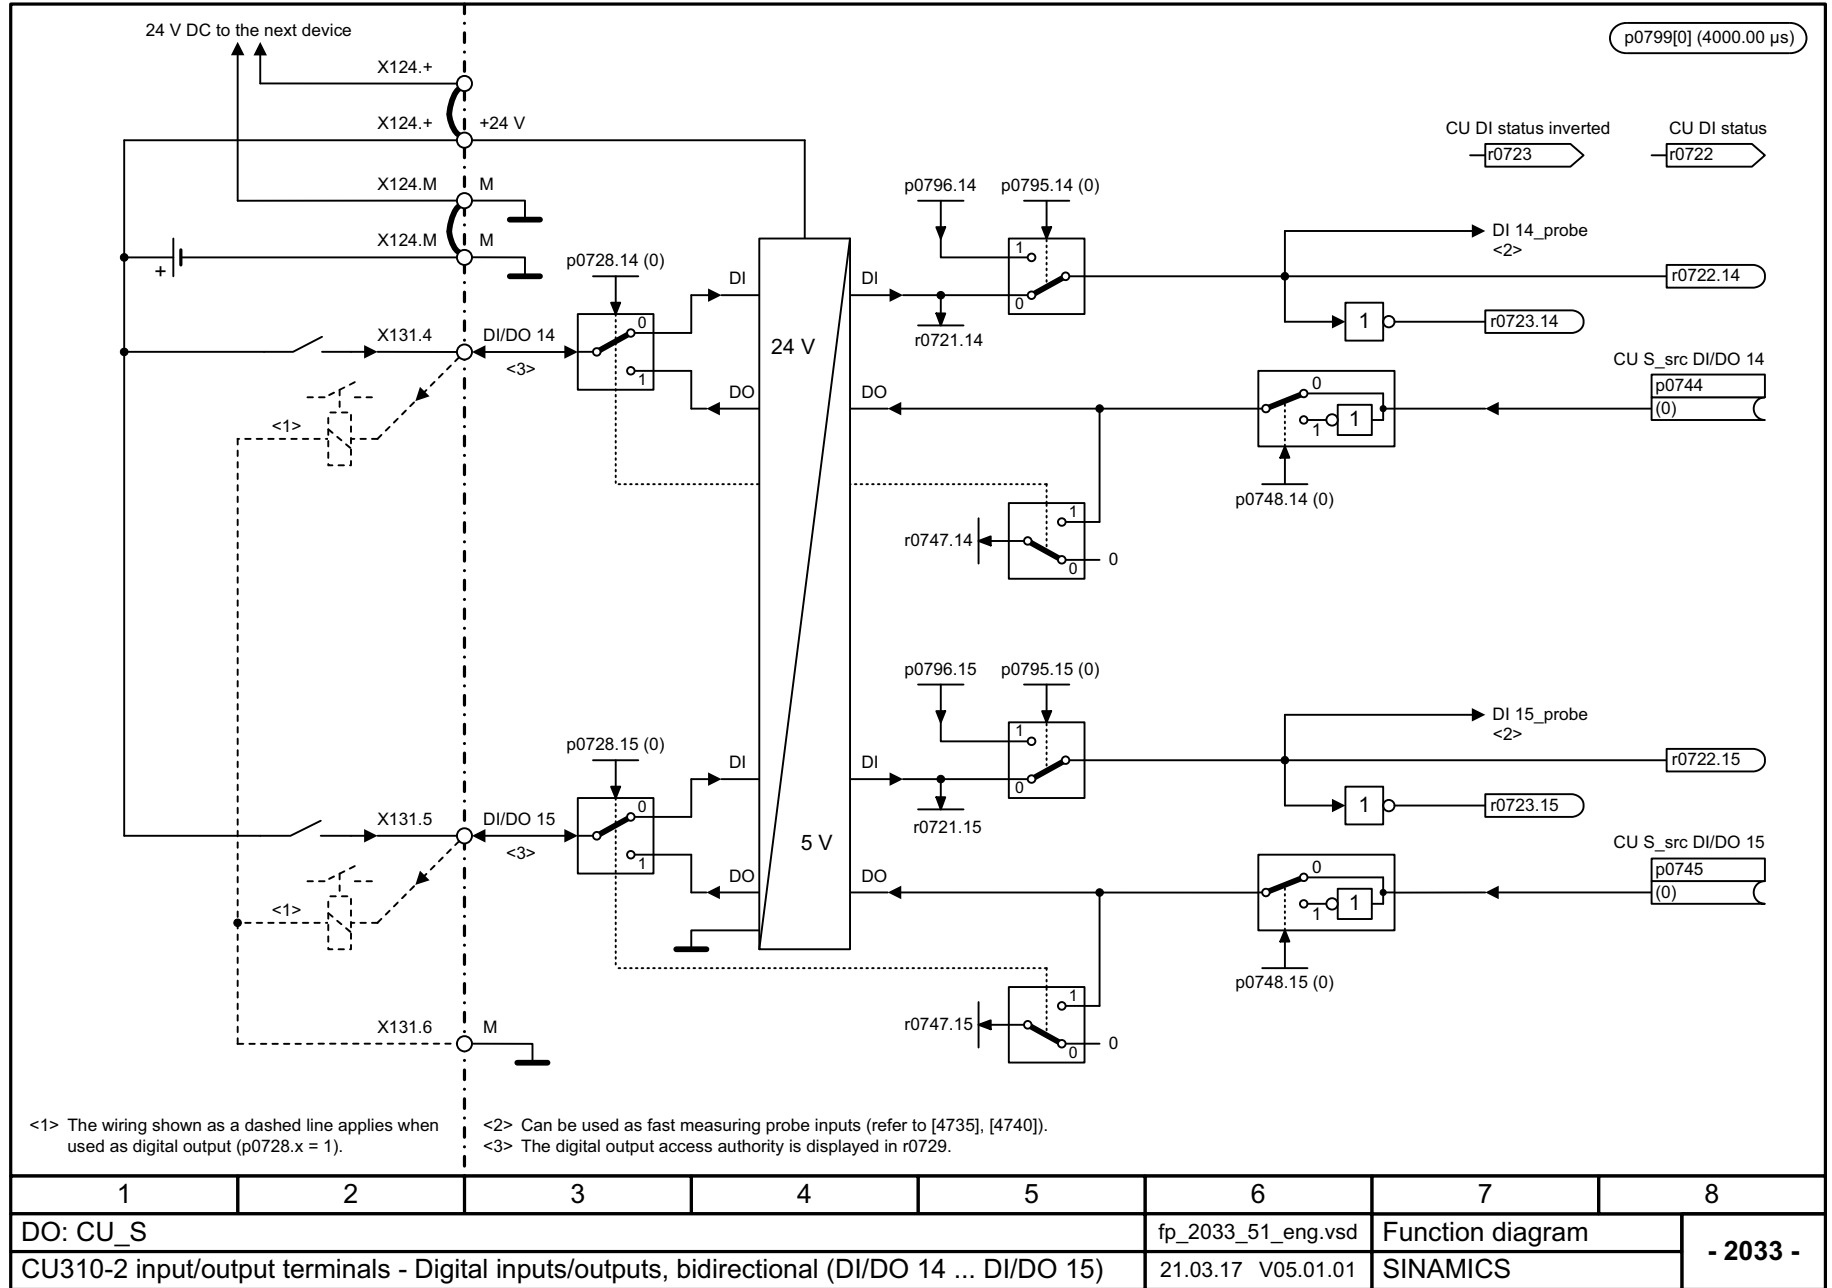 24 V DC to the next device
p0799[0] (4000.00 µs)
X124.+
X124.+
+24 V
CU DI status inverted
r0723
CU DI status
r0722
X124.M
M
X124.M
M
+
p0796.14
p0795.14 (0)
1
0
DI 14_probe
<2>
r0722.14
p0728.14 (0)
DI
DI
r0721.14
1
r0723.14
X131.4
DI/DO 14
<3>
0
1
24 V
CU S_src DI/DO 14
p0744
(0)
DO
DO
0
1
1
p0748.14 (0)
<1>
r0747.14
1
0
0
p0796.15
p0795.15 (0)
1
0
DI 15_probe
<2>
r0722.15
p0728.15 (0)
DI
DI
r0721.15
1
r0723.15
X131.5
DI/DO 15
<3>
0
1
5 V
CU S_src DI/DO 15
p0745
(0)
DO
DO
0
1
1
p0748.15 (0)
<1>
r0747.15
1
0
0
X131.6
M
<1> The wiring shown as a dashed line applies when
used as digital output (p0728.x = 1).
<2> Can be used as fast measuring probe inputs (refer to [4735], [4740]).
<3> The digital output access authority is displayed in r0729.
1 2 3 4 5 6 7 8
DO: CU_S
fp_2033_51_eng.vsd
Function diagram
- 2033 -
CU310-2 input/output terminals - Digital inputs/outputs, bidirectional (DI/DO 14 ... DI/DO 15)
21.03.17 V05.01.01
SINAMICS